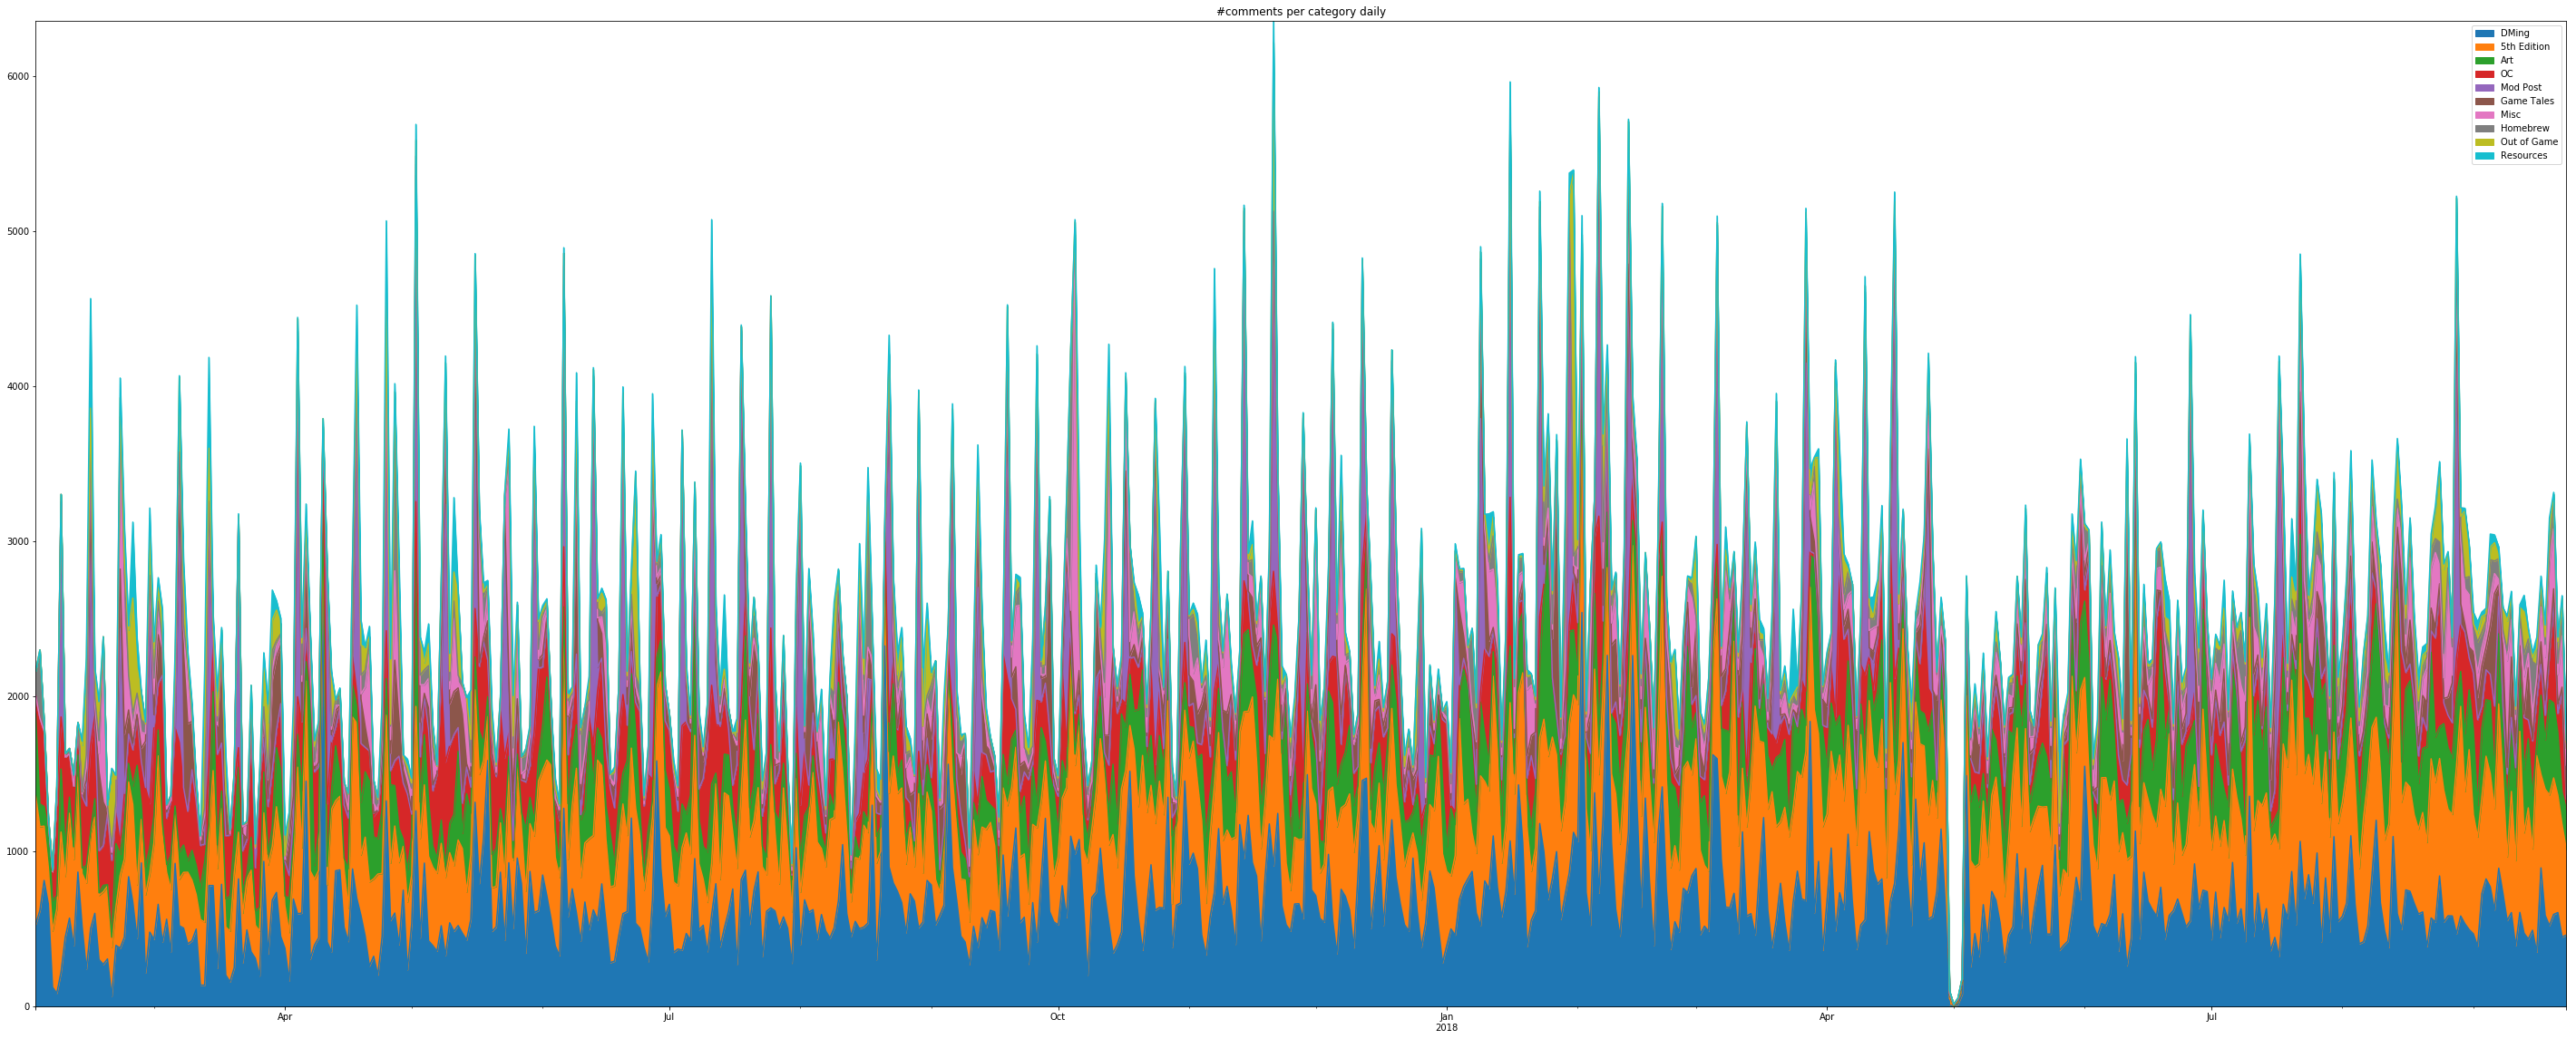 #comments per category daily
6000
5000
4000
3000
2000
1000
0
DMing
5th Edition
Art
OC
Mod Post
Game Tales
Misc
Homebrew
Out of Game
Resources
Apr
Jul
Oct
Jan
2018
Apr
Jul